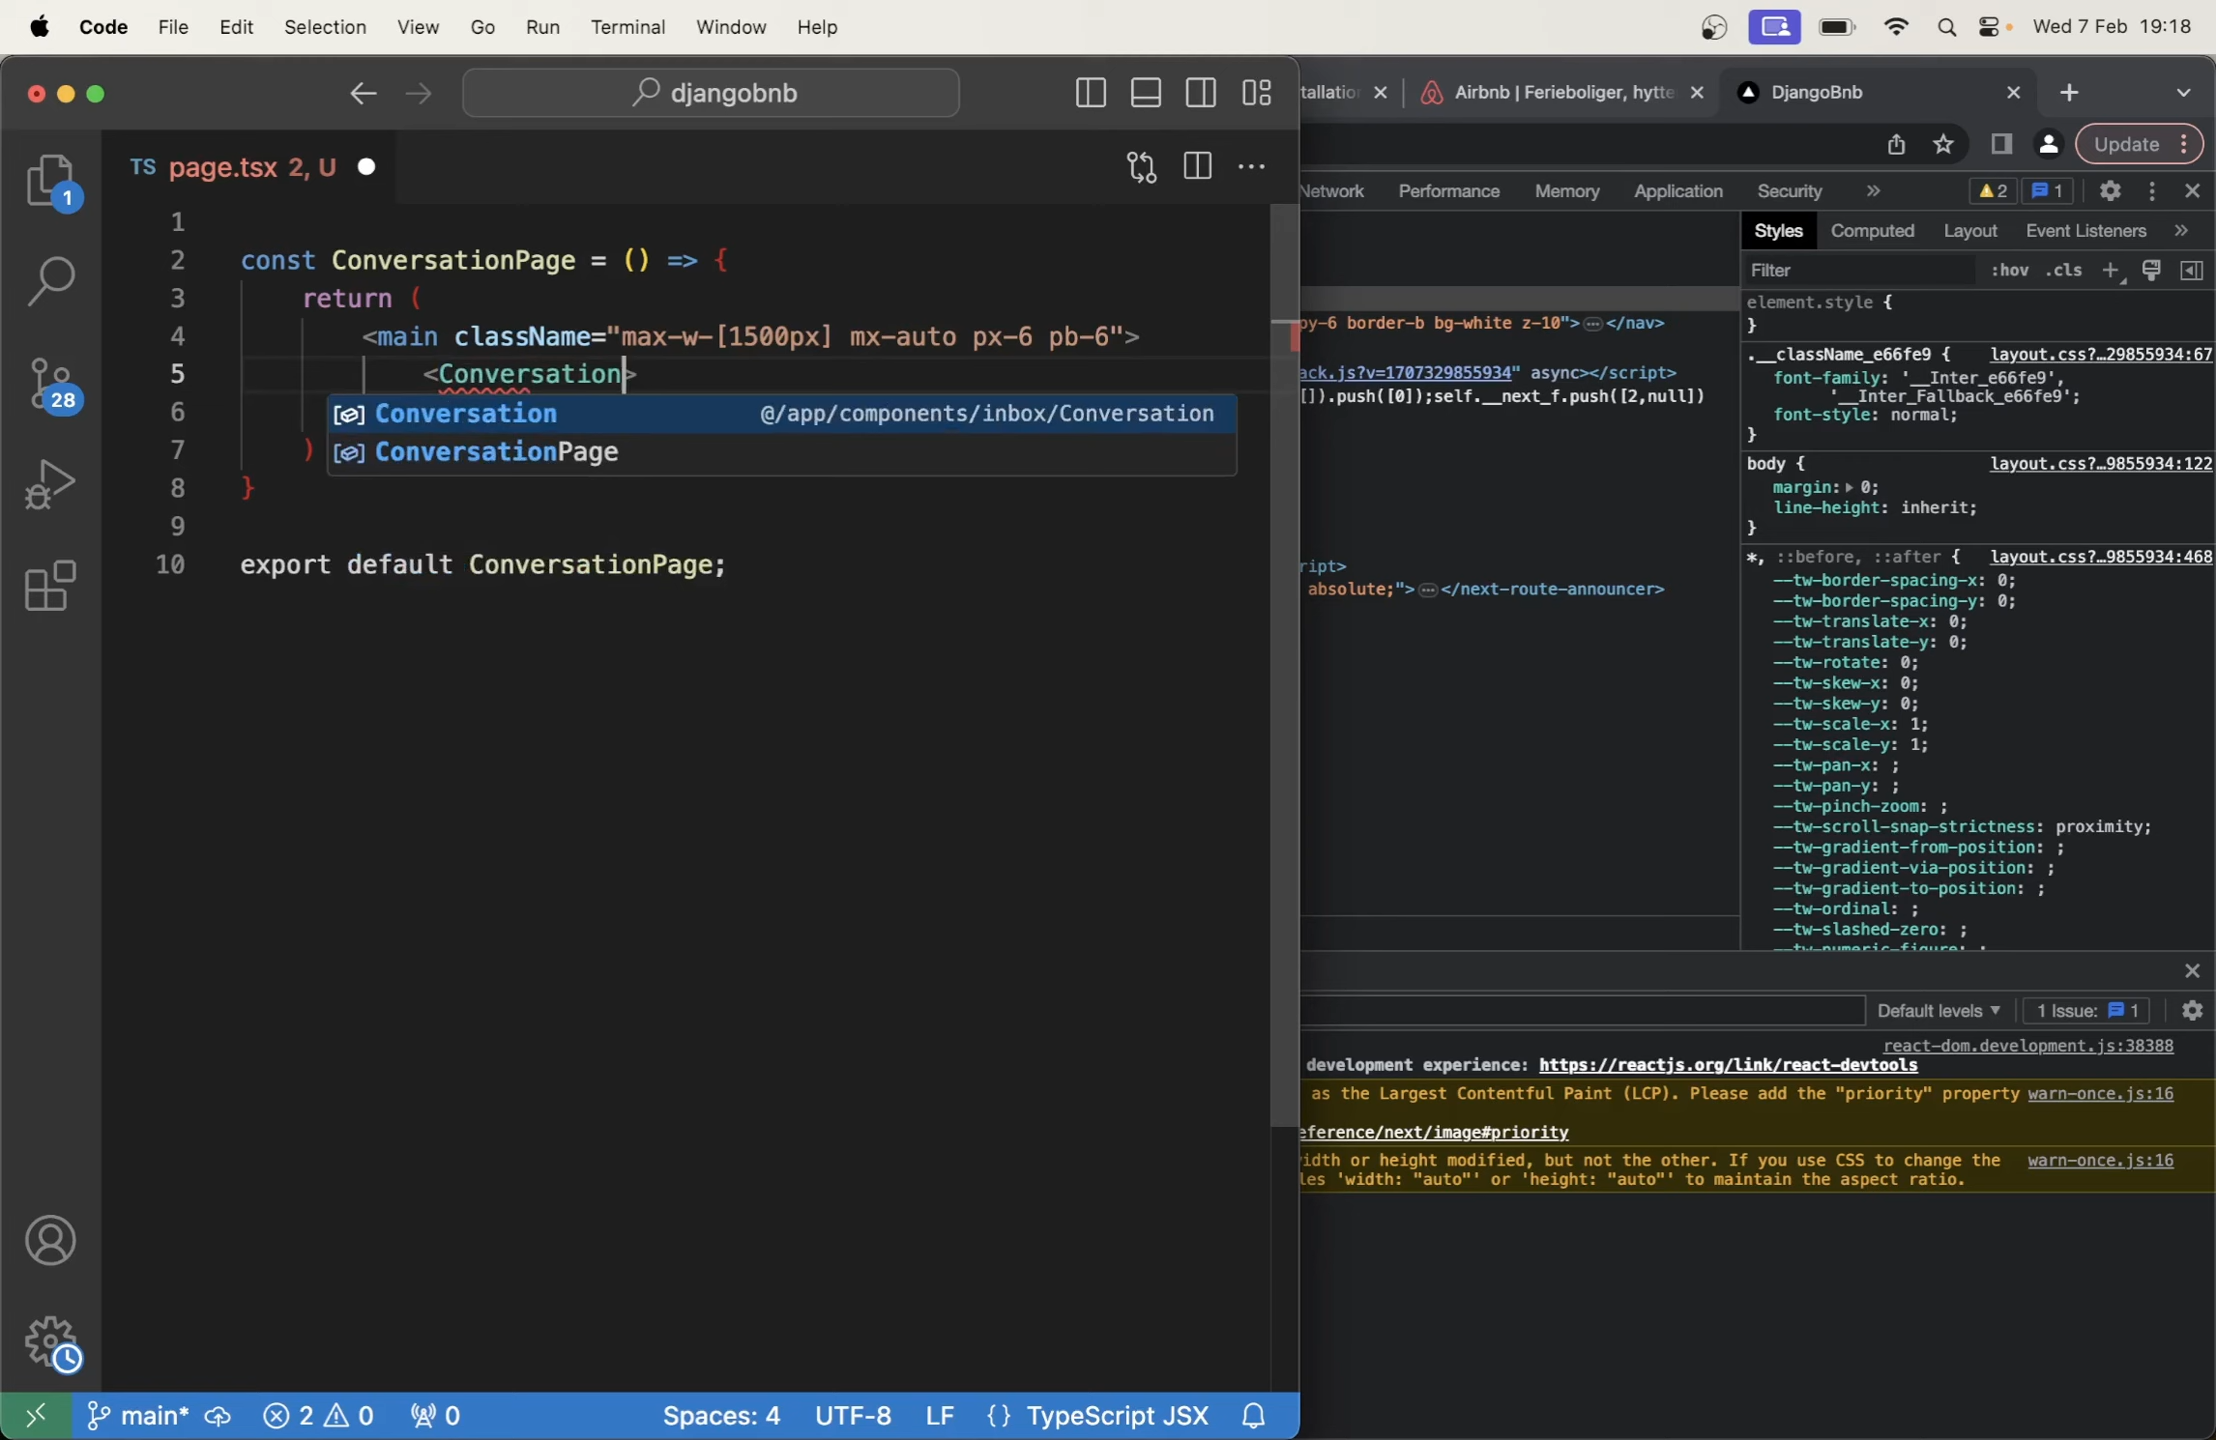 Code File Edit Selection View Go Run Terminal Window Help Wed 7 Feb 19:18
djangobnb
TS page.tsx 2, U
1
2 const ConversationPage = () => {
3 return (
4 <main className="max-w-[1500px] mx-auto px-6 pb-6">
5 <Conversation>
6 Conversation @/app/components/inbox/Conversation
7 ) ConversationPage
8 }
9
10 export default ConversationPage;
1
28
main* 2 0 0 Spaces: 4 UTF-8 LF {} TypeScript JSX
tallation Airbnb | Ferieboliger, hytte DjangoBnb
Update
Network Performance Memory Application Security » 2 1
py-6 border-b bg-white z-10">…</nav>
ack.js?v=1707329855934" async></script>
[]).push([0]);self.__next_f.push([2,null])
ript>
absolute;">…</next-route-announcer>
Styles Computed Layout Event Listeners »
Filter :hov .cls +
element.style {
}
.__className_e66fe9 { layout.css?…29855934:67
font-family: '__Inter_e66fe9',
'__Inter_Fallback_e66fe9';
font-style: normal;
}
body { layout.css?…9855934:122
margin: 0;
line-height: inherit;
}
*, ::before, ::after { layout.css?…9855934:468
--tw-border-spacing-x: 0;
--tw-border-spacing-y: 0;
--tw-translate-x: 0;
--tw-translate-y: 0;
--tw-rotate: 0;
--tw-skew-x: 0;
--tw-skew-y: 0;
--tw-scale-x: 1;
--tw-scale-y: 1;
--tw-pan-x: ;
--tw-pan-y: ;
--tw-pinch-zoom: ;
--tw-scroll-snap-strictness: proximity;
--tw-gradient-from-position: ;
--tw-gradient-via-position: ;
--tw-gradient-to-position: ;
--tw-ordinal: ;
--tw-slashed-zero: ;
--tw-numeric-figure: ;
Default levels 1 Issue: 1
react-dom.development.js:38388
development experience: https://reactjs.org/link/react-devtools
as the Largest Contentful Paint (LCP). Please add the "priority" property warn-once.js:16
eference/next/image#priority
idth or height modified, but not the other. If you use CSS to change the warn-once.js:16
les 'width: "auto"' or 'height: "auto"' to maintain the aspect ratio.